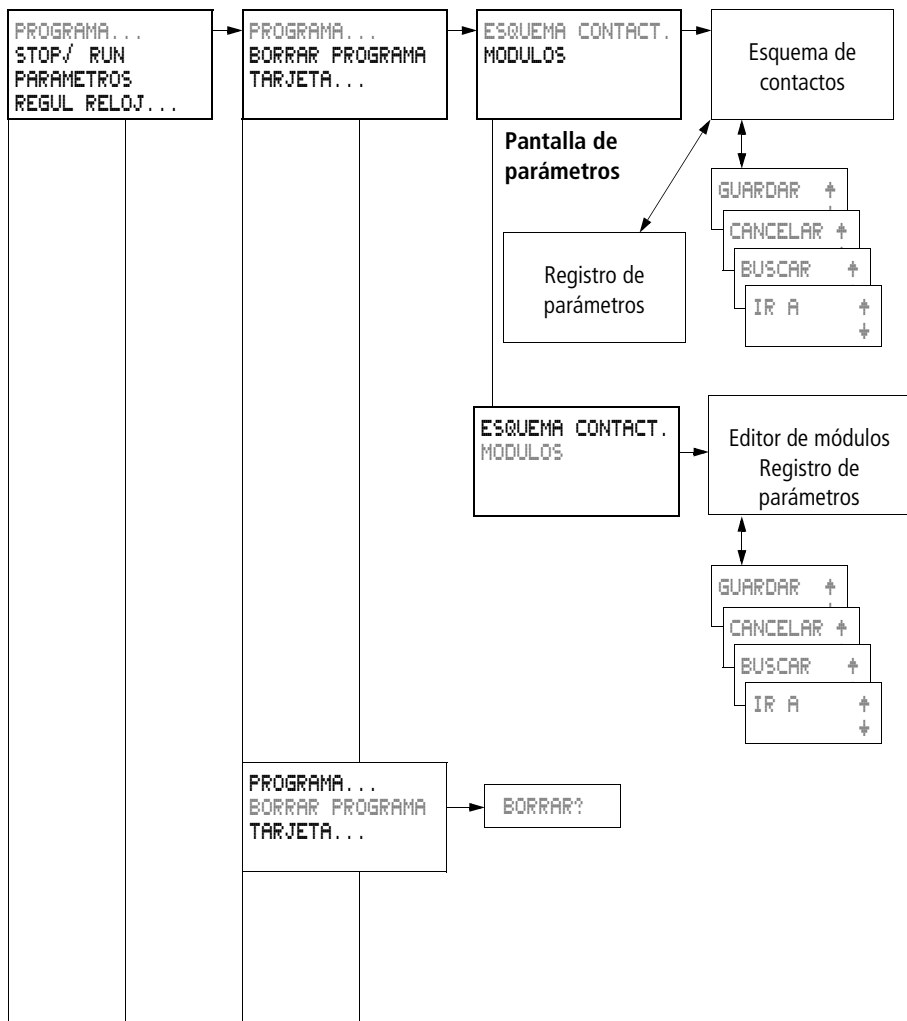 PROGRAMA...
STOP/ RUN
PARAMETROS
REGUL RELOJ...
PROGRAMA...
BORRAR PROGRAMA
TARJETA...
ESQUEMA CONTACT.
MODULOS
Esquema de
contactos
Pantalla de
parámetros
Registro de
parámetros
GUARDAR
CANCELAR
BUSCAR
IR A
ESQUEMA CONTACT.
MODULOS
Editor de módulos
Registro de
parámetros
GUARDAR
CANCELAR
BUSCAR
IR A
PROGRAMA...
BORRAR PROGRAMA
TARJETA...
BORRAR?